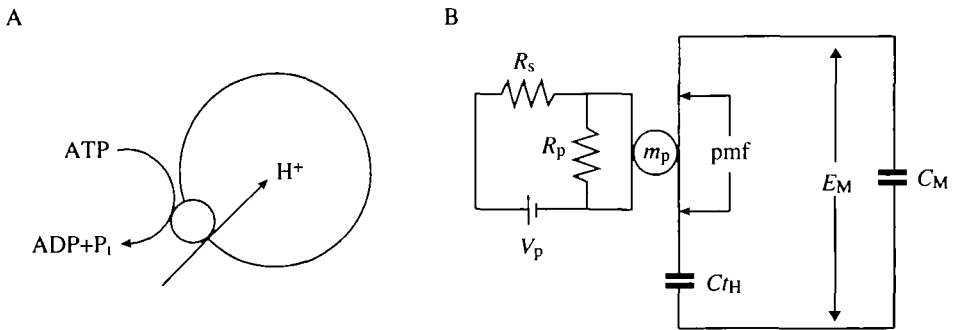 A
ATP
H⁺
ADP+Pᵢ
B
Rₛ
Rₚ
mₚ
pmf
E_M
C_M
Vₚ
Ct_H